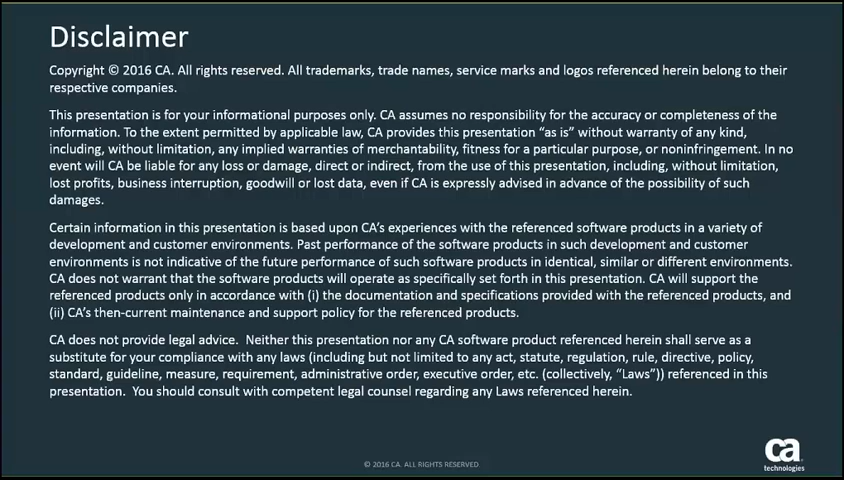 Disclaimer
Copyright © 2016 CA. All rights reserved. All trademarks, trade names, service marks and logos referenced herein belong to their
respective companies.
This presentation is for your informational purposes only. CA assumes no responsibility for the accuracy or completeness of the
information. To the extent permitted by applicable law, CA provides this presentation “as is” without warranty of any kind,
including, without limitation, any implied warranties of merchantability, fitness for a particular purpose, or noninfringement. In no
event will CA be liable for any loss or damage, direct or indirect, from the use of this presentation, including, without limitation,
lost profits, business interruption, goodwill or lost data, even if CA is expressly advised in advance of the possibility of such
damages.
Certain information in this presentation is based upon CA’s experiences with the referenced software products in a variety of
development and customer environments. Past performance of the software products in such development and customer
environments is not indicative of the future performance of such software products in identical, similar or different environments.
CA does not warrant that the software products will operate as specifically set forth in this presentation. CA will support the
referenced products only in accordance with (i) the documentation and specifications provided with the referenced products, and
(ii) CA’s then-current maintenance and support policy for the referenced products.
CA does not provide legal advice. Neither this presentation nor any CA software product referenced herein shall serve as a
substitute for your compliance with any laws (including but not limited to any act, statute, regulation, rule, directive, policy,
standard, guideline, measure, requirement, administrative order, executive order, etc. (collectively, “Laws”)) referenced in this
presentation. You should consult with competent legal counsel regarding any Laws referenced herein.
© 2016 CA. ALL RIGHTS RESERVED
ca
technologies